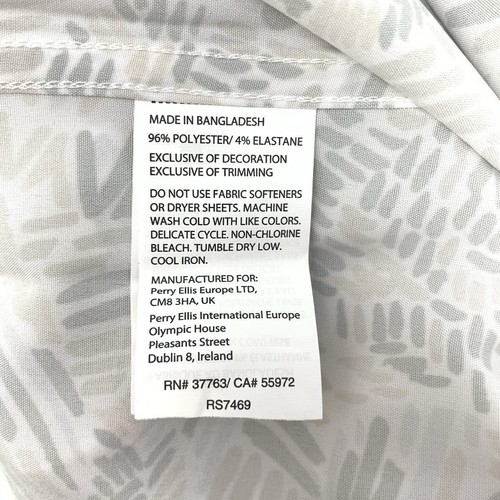 MADE IN BANGLADESH
96% POLYESTER/ 4% ELASTANE
EXCLUSIVE OF DECORATION
EXCLUSIVE OF TRIMMING
DO NOT USE FABRIC SOFTENERS
OR DRYER SHEETS. MACHINE
WASH COLD WITH LIKE COLORS.
DELICATE CYCLE. NON-CHLORINE
BLEACH. TUMBLE DRY LOW.
COOL IRON.
MANUFACTURED FOR:
Perry Ellis Europe LTD,
CM8 3HA, UK
Perry Ellis International Europe
Olympic House
Pleasants Street
Dublin 8, Ireland
RN# 37763/ CA# 55972
RS7469